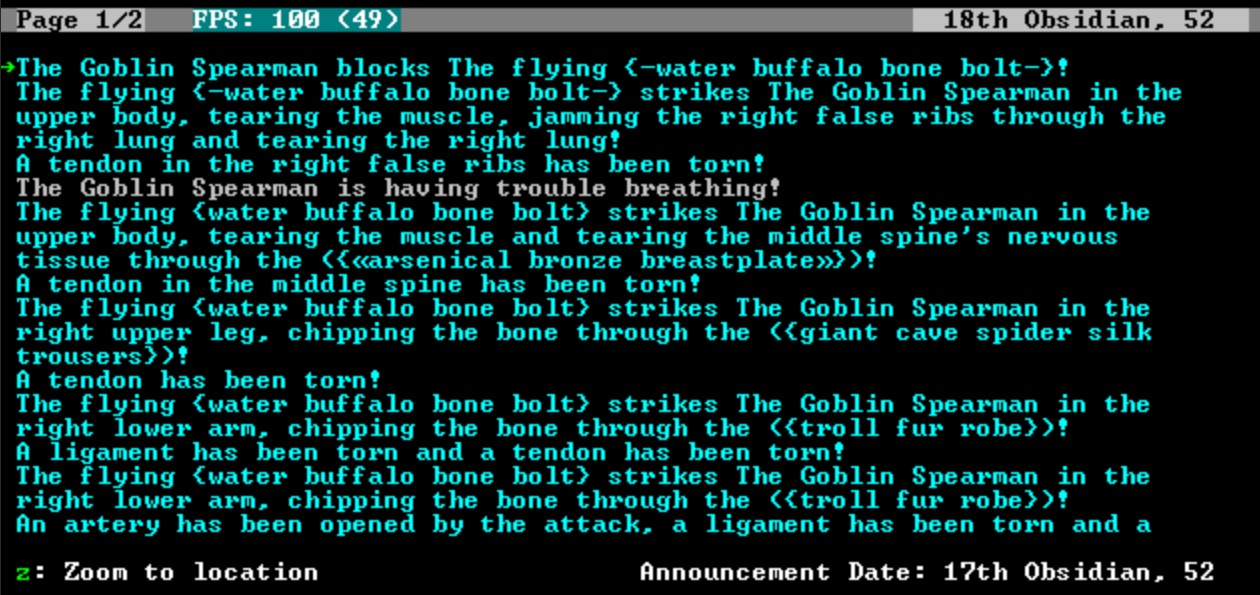 Page 1/2 FPS: 100 (49) 18th Obsidian, 52
→The Goblin Spearman blocks The flying {-water buffalo bone bolt-}!
The flying {-water buffalo bone bolt-} strikes The Goblin Spearman in the
upper body, tearing the muscle, jamming the right false ribs through the
right lung and tearing the right lung!
A tendon in the right false ribs has been torn!
The Goblin Spearman is having trouble breathing!
The flying {water buffalo bone bolt} strikes The Goblin Spearman in the
upper body, tearing the muscle and tearing the middle spine's nervous
tissue through the ({«arsenical bronze breastplate»})!
A tendon in the middle spine has been torn!
The flying {water buffalo bone bolt} strikes The Goblin Spearman in the
right upper leg, chipping the bone through the ({giant cave spider silk
trousers})!
A tendon has been torn!
The flying {water buffalo bone bolt} strikes The Goblin Spearman in the
right lower arm, chipping the bone through the ({troll fur robe})!
A ligament has been torn and a tendon has been torn!
The flying {water buffalo bone bolt} strikes The Goblin Spearman in the
right lower arm, chipping the bone through the ({troll fur robe})!
An artery has been opened by the attack, a ligament has been torn and a
z: Zoom to location Announcement Date: 17th Obsidian, 52